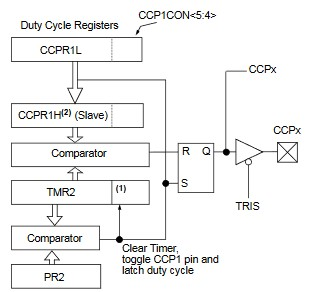 Duty Cycle Registers
CCP1CON<5:4>
CCPR1L
CCPx
CCPR1H(2) (Slave)
Comparator
R Q
S
CCPx
TMR2
(1)
TRIS
Comparator
Clear Timer,
toggle CCP1 pin and
latch duty cycle
PR2